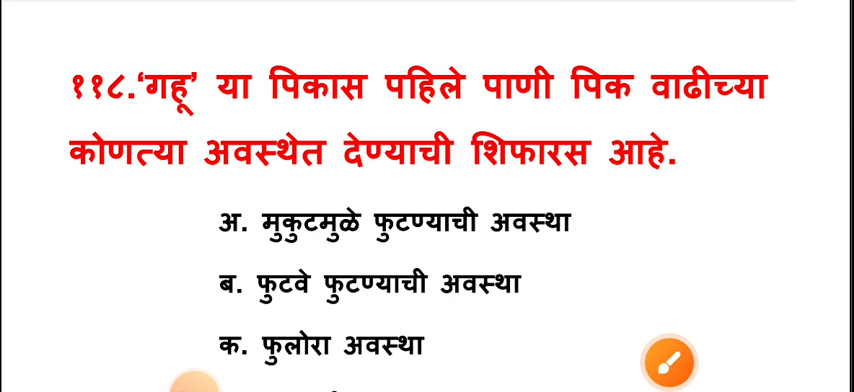 ११८.‘गहू’ या पिकास पहिले पाणी पिक वाढीच्या
कोणत्या अवस्थेत देण्याची शिफारस आहे.
अ. मुकुटमुळे फुटण्याची अवस्था
ब. फुटवे फुटण्याची अवस्था
क. फुलोरा अवस्था